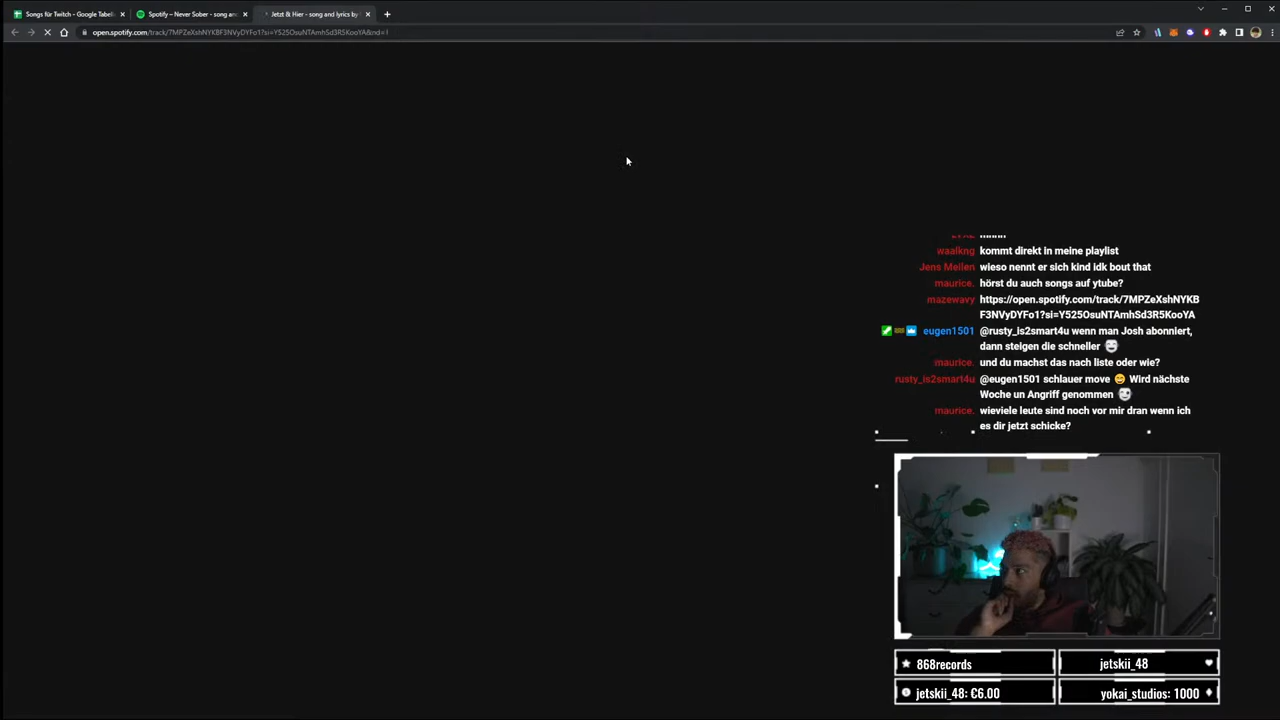 Songs für Twitch - Google Tabell
Spotify – Never Sober - song and
Jetzt & Hier - song and lyrics by
open.spotify.com/track/7MPZeXshNYKBF3NVyDYFo1?si=Y525OsuNTAmhSd3R5KooYA&nd=1
waalkng kommt direkt in meine playlist
Jens Meilen wieso nennt er sich kind idk bout that
maurice. hörst du auch songs auf ytube?
mazewavy https://open.spotify.com/track/7MPZeXshNYKB
F3NVyDYFo1?si=Y525OsuNTAmhSd3R5KooYA
eugen1501 @rusty_is2smart4u wenn man Josh abonniert,
dann steigen die schneller
maurice. und du machst das nach liste oder wie?
rusty_is2smart4u @eugen1501 schlauer move Wird nächste
Woche un Angriff genommen
maurice. wieviele leute sind noch vor mir dran wenn ich
es dir jetzt schicke?
868records
jetskii_48
jetskii_48: €6.00
yokai_studios: 1000